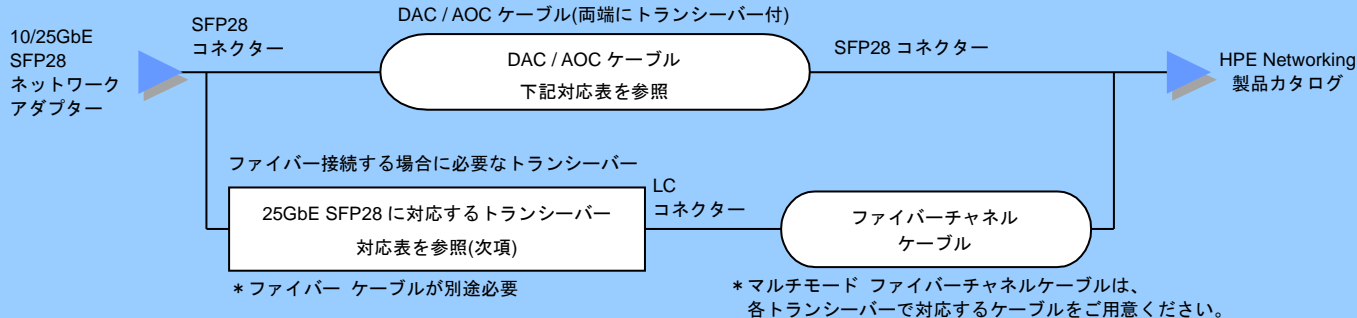 10/25GbE
SFP28
ネットワーク
アダプター
SFP28
コネクター
DAC / AOC ケーブル(両端にトランシーバー付)
DAC / AOC ケーブル
下記対応表を参照
SFP28 コネクター
HPE Networking
製品カタログ
ファイバー接続する場合に必要なトランシーバー
25GbE SFP28 に対応するトランシーバー
対応表を参照(次項)
*ファイバー ケーブルが別途必要
LC
コネクター
ファイバーチャネル
ケーブル
*マルチモード ファイバーチャネルケーブルは、
各トランシーバーで対応するケーブルをご用意ください。